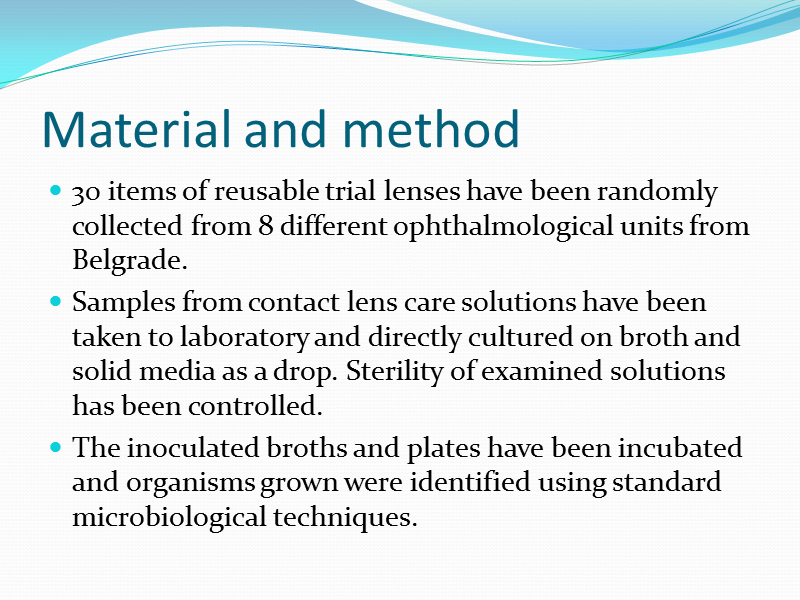 Material and method
30 items of reusable trial lenses have been randomly
collected from 8 different ophthalmological units from
Belgrade.
Samples from contact lens care solutions have been
taken to laboratory and directly cultured on broth and
solid media as a drop. Sterility of examined solutions
has been controlled.
The inoculated broths and plates have been incubated
and organisms grown were identified using standard
microbiological techniques.